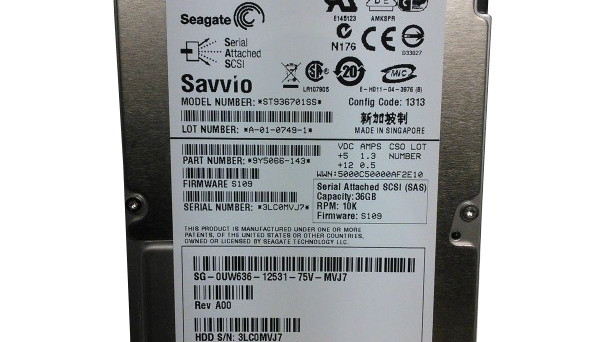 Seagate
E145123
AMKSPR
N176
D33027
Serial
Attached
SCSI
Savvio
LR107905
20
MIC
E-H011-04-3976 (B)
MODEL NUMBER: *ST936701SS*
Config Code: 1313
新加坡制
MADE IN SINGAPORE
LOT NUMBER: *A-01-0749-1*
VDC AMPS CSO LOT
PART NUMBER: *9Y5066-143*
+5 1.3 NUMBER
+12 0.5
WWN:5000C50000AF2E10
FIRMWARE S109
Serial Attached SCSI (SAS)
Capacity: 36GB
RPM: 10K
Firmware: S109
SERIAL NUMBER: *3LC0MVJ7*
THIS PRODUCT IS MANUFACTURED UNDER ONE OR MORE
PATENTS, OF THE UNITED STATES OR OTHER COUNTRIES,
OWNED OR LICENSED BY SEAGATE TECHNOLOGY LLC.
SG-0UW636-12531-75V-MVJ7
Rev A00
HDD S/N: 3LC0MVJ7